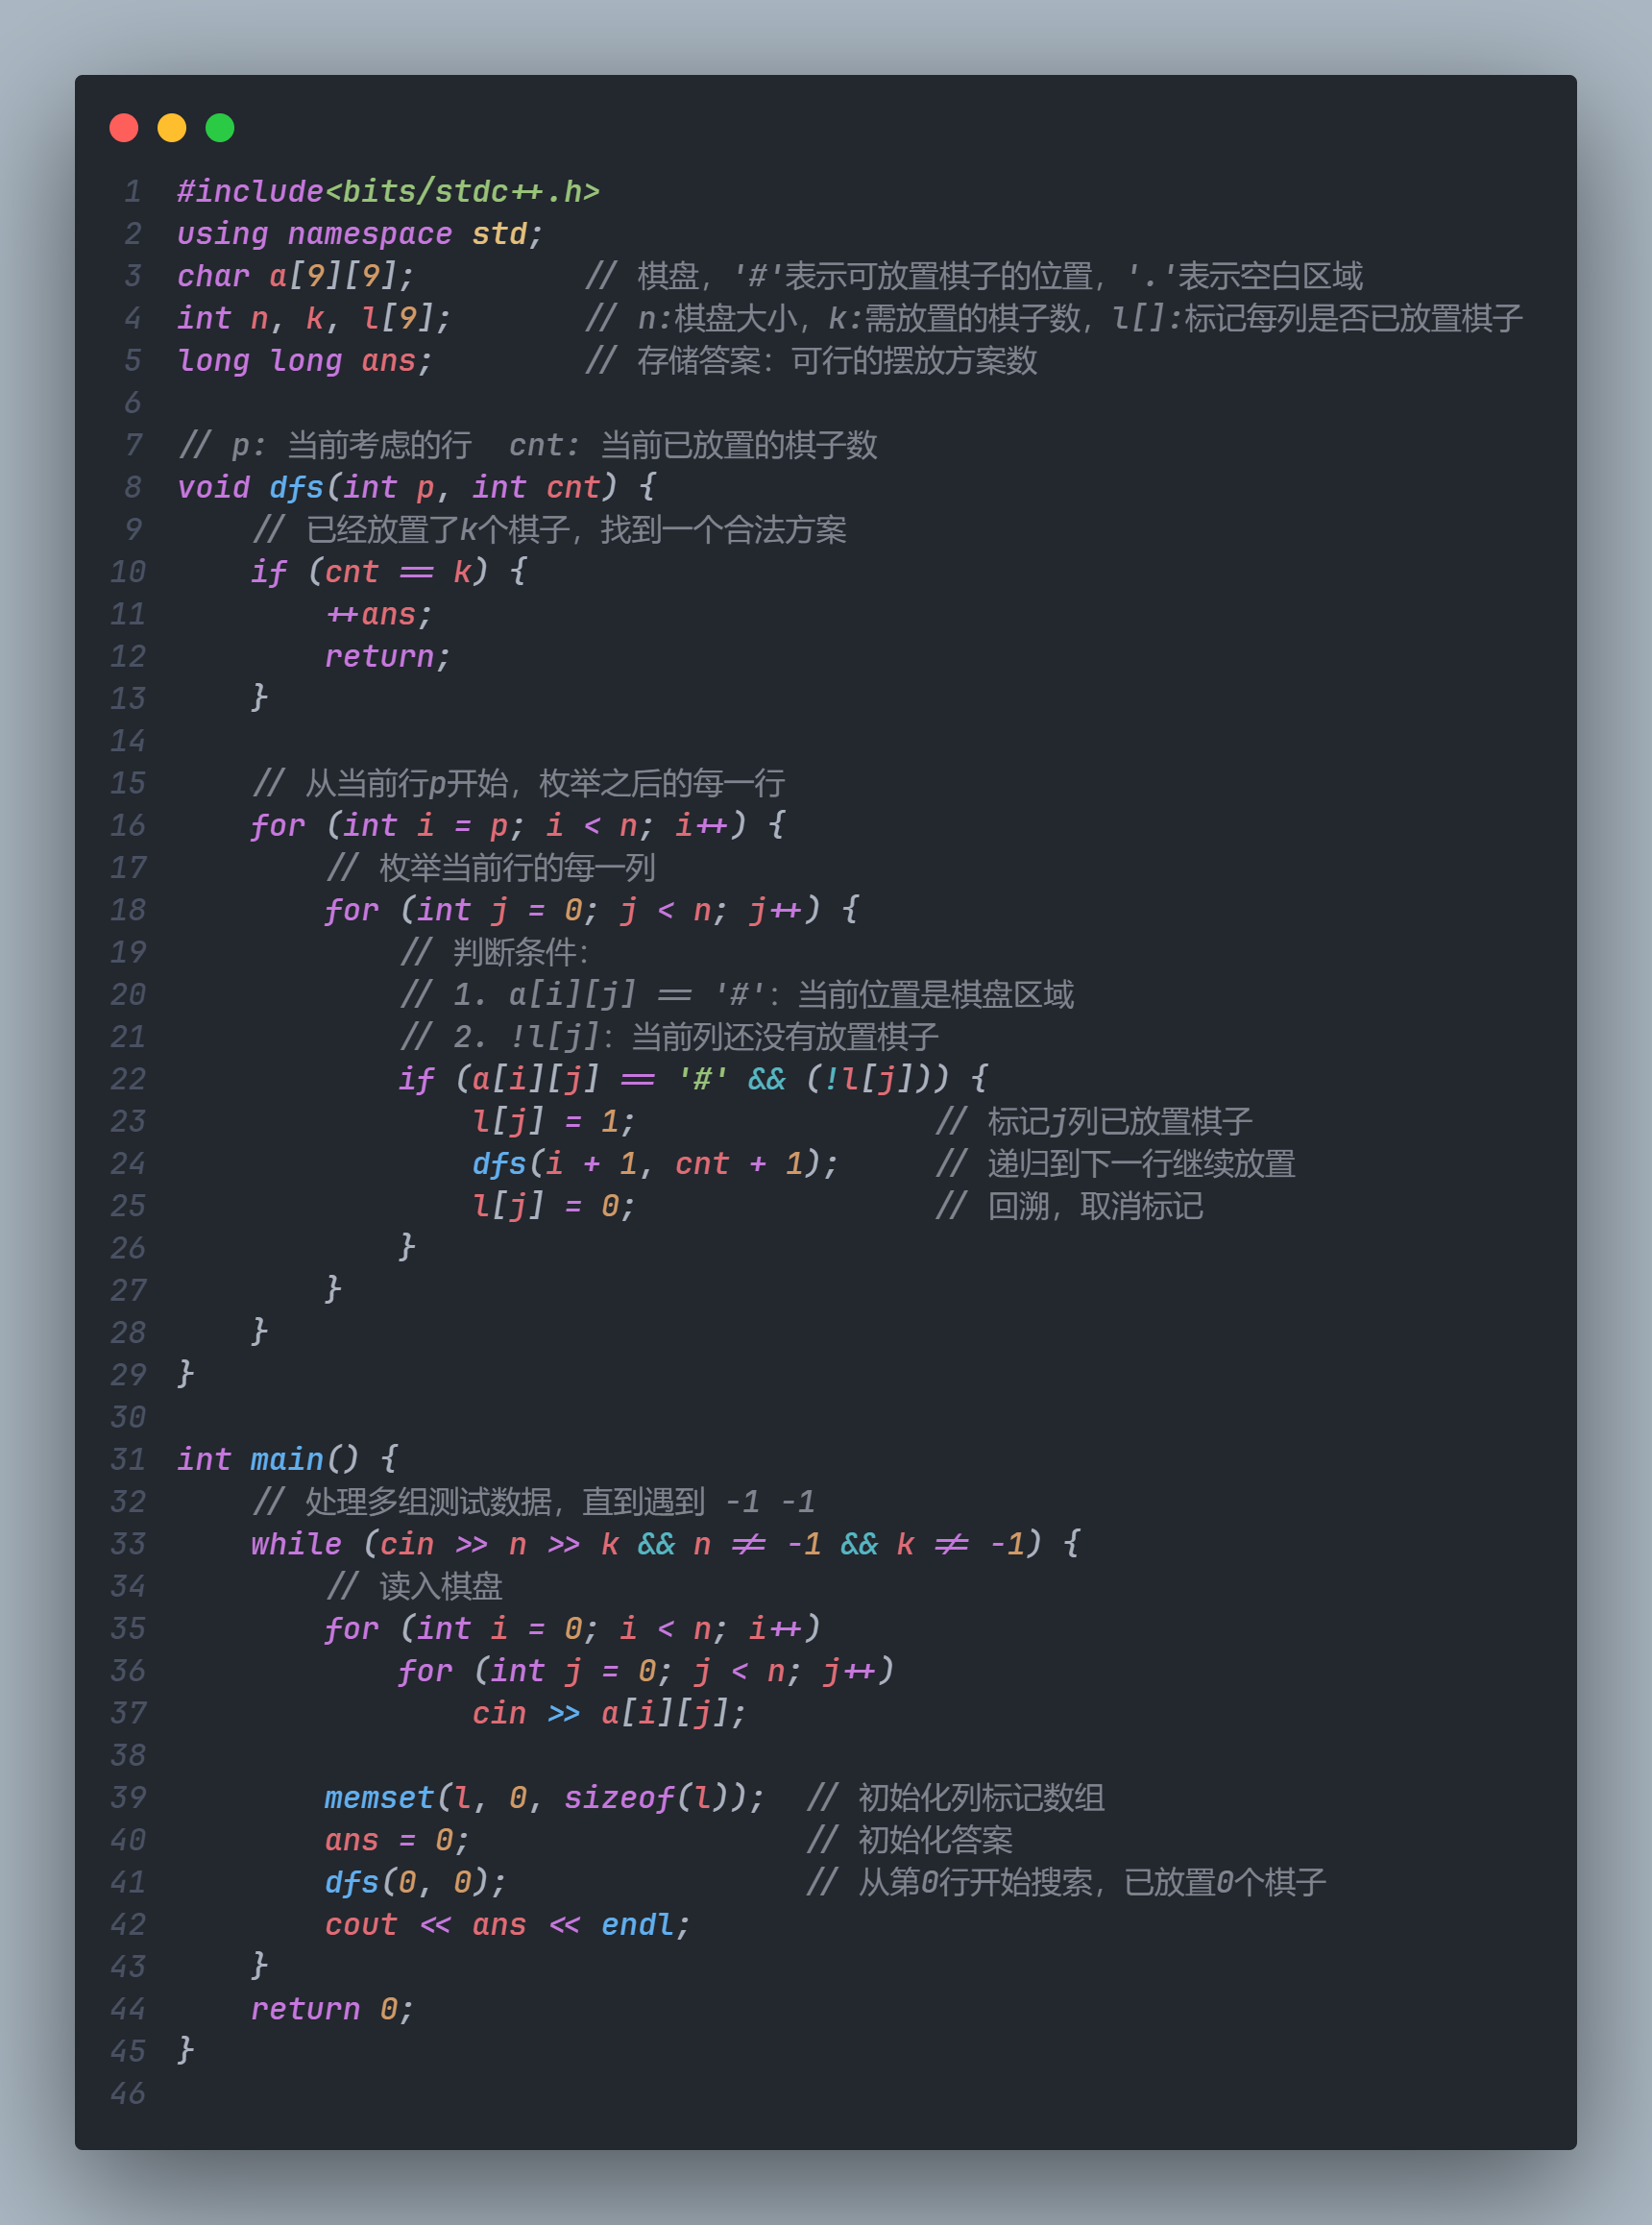 1 #include<bits/stdc++.h>
2 using namespace std;
3 char a[9][9];         // 棋盘，'#'表示可放置棋子的位置，'.'表示空白区域
4 int n, k, l[9];       // n:棋盘大小，k:需放置的棋子数，l[]:标记每列是否已放置棋子
5 long long ans;        // 存储答案：可行的摆放方案数
6
7 // p: 当前考虑的行  cnt: 当前已放置的棋子数
8 void dfs(int p, int cnt) {
9     // 已经放置了k个棋子，找到一个合法方案
10     if (cnt == k) {
11         ++ans;
12         return;
13     }
14
15     // 从当前行p开始，枚举之后的每一行
16     for (int i = p; i < n; i++) {
17         // 枚举当前行的每一列
18         for (int j = 0; j < n; j++) {
19             // 判断条件：
20             // 1. a[i][j] == '#'：当前位置是棋盘区域
21             // 2. !l[j]：当前列还没有放置棋子
22             if (a[i][j] == '#' && (!l[j])) {
23                 l[j] = 1;                // 标记j列已放置棋子
24                 dfs(i + 1, cnt + 1);     // 递归到下一行继续放置
25                 l[j] = 0;                // 回溯，取消标记
26             }
27         }
28     }
29 }
30
31 int main() {
32     // 处理多组测试数据，直到遇到 -1 -1
33     while (cin >> n >> k && n != -1 && k != -1) {
34         // 读入棋盘
35         for (int i = 0; i < n; i++)
36             for (int j = 0; j < n; j++)
37                 cin >> a[i][j];
38
39         memset(l, 0, sizeof(l));  // 初始化列标记数组
40         ans = 0;                  // 初始化答案
41         dfs(0, 0);                // 从第0行开始搜索，已放置0个棋子
42         cout << ans << endl;
43     }
44     return 0;
45 }
46